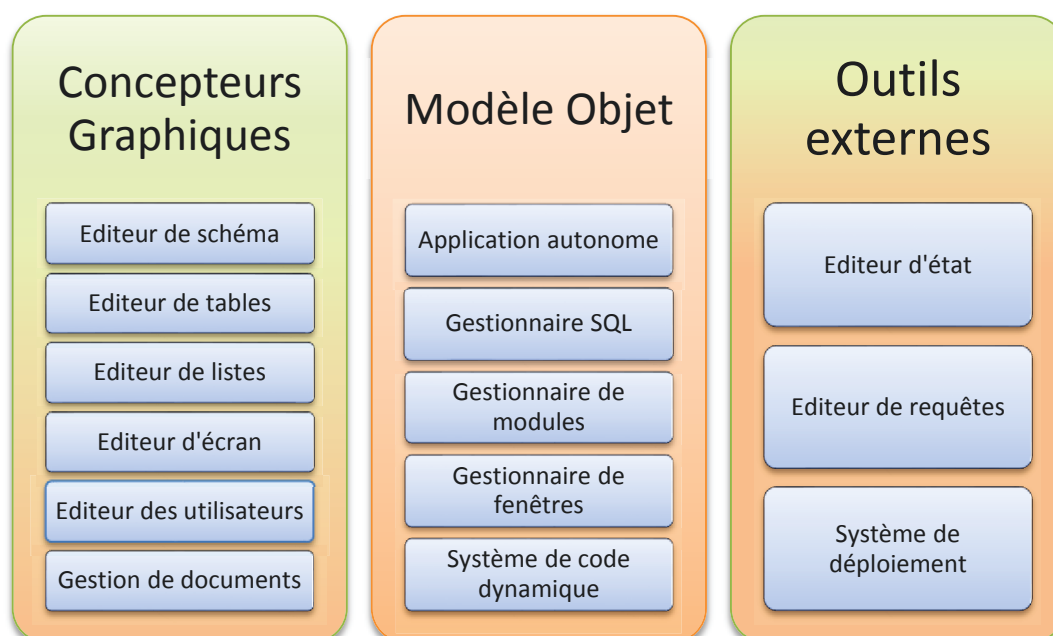 Concepteurs
Graphiques
Editeur de schéma
Editeur de tables
Editeur de listes
Editeur d'écran
Editeur des utilisateurs
Gestion de documents
Modèle Objet
Application autonome
Gestionnaire SQL
Gestionnaire de
modules
Gestionnaire de
fenêtres
Système de code
dynamique
Outils
externes
Editeur d'état
Editeur de requêtes
Système de
déploiement